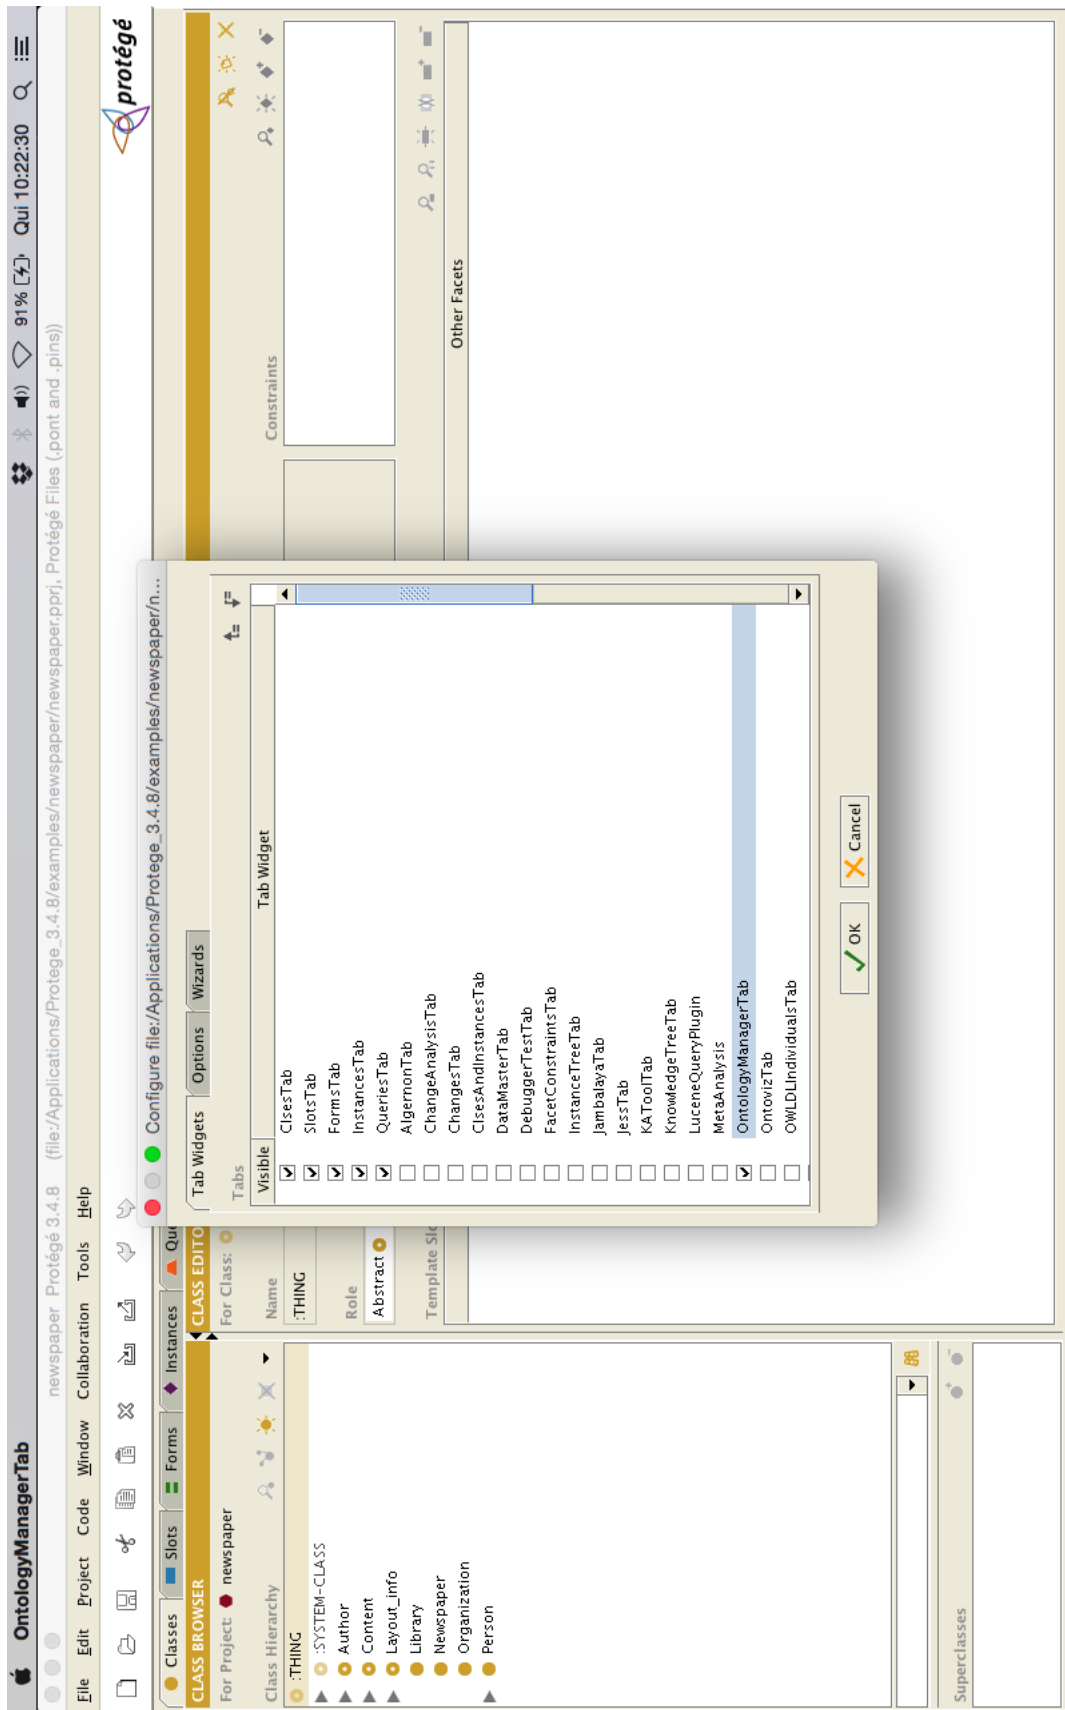 OntologyManagerTab
91%
Qui 10:22:30
newspaper Protégé 3.4.8 (file:/Applications/Protege_3.4.8/examples/newspaper/newspaper.pprj, Protégé Files (.pont and .pins))
File Edit Project Code Window Collaboration Tools Help
protégé
Classes
Slots
Forms
Instances
Que
CLASS BROWSER
For Project: newspaper
Class Hierarchy
:THING
:SYSTEM-CLASS
Author
Content
Layout_info
Library
Newspaper
Organization
Person
Superclasses
CLASS EDITO
For Class:
Name
:THING
Role
Abstract
Template Slo
Constraints
Other Facets
Configure file:/Applications/Protege_3.4.8/examples/newspaper/n...
Tab Widgets
Options
Wizards
Tabs
Visible
Tab Widget
ClsesTab
SlotsTab
FormsTab
InstancesTab
QueriesTab
AlgernonTab
ChangeAnalysisTab
ChangesTab
ClsesAndInstancesTab
DataMasterTab
DebuggerTestTab
FacetConstraintsTab
InstanceTreeTab
JambalayaTab
JessTab
KAToolTab
KnowledgeTreeTab
LuceneQueryPlugin
MetaAnalysis
OntologyManagerTab
OntovizTab
OWLDLIndividualsTab
OK
Cancel